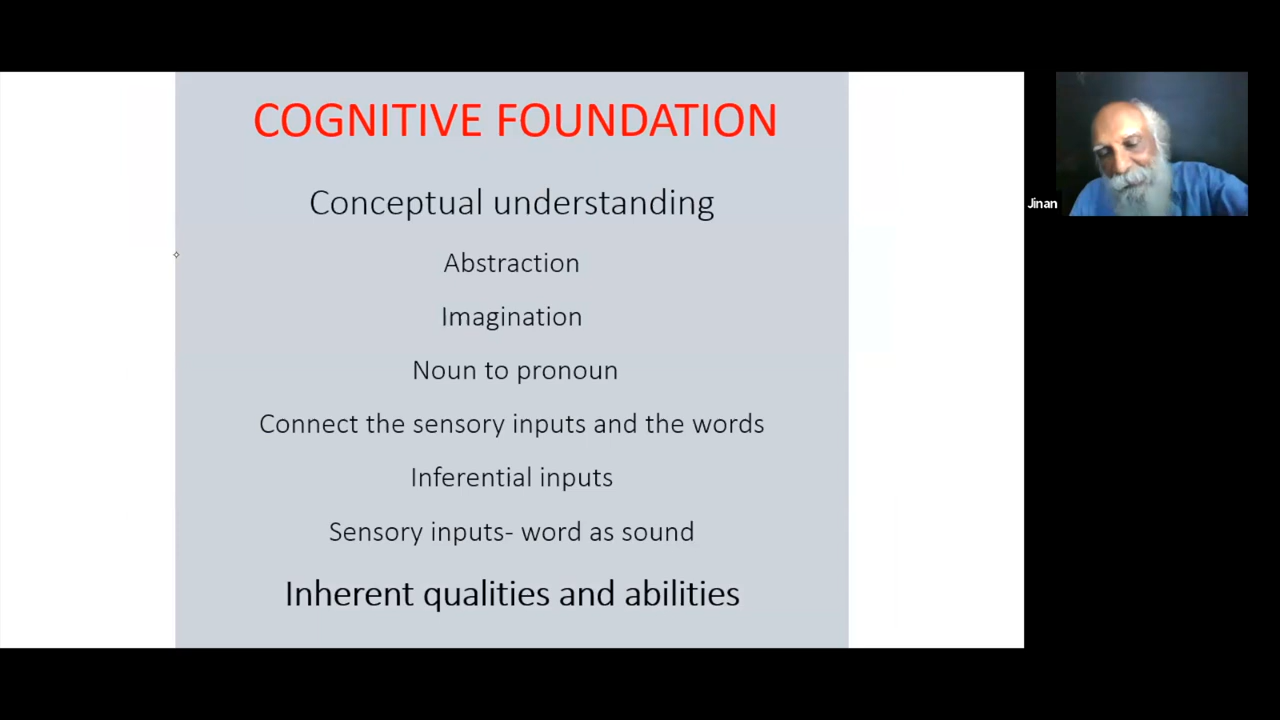 COGNITIVE FOUNDATION
Conceptual understanding
Abstraction
Imagination
Noun to pronoun
Connect the sensory inputs and the words
Inferential inputs
Sensory inputs- word as sound
Inherent qualities and abilities
Jinan